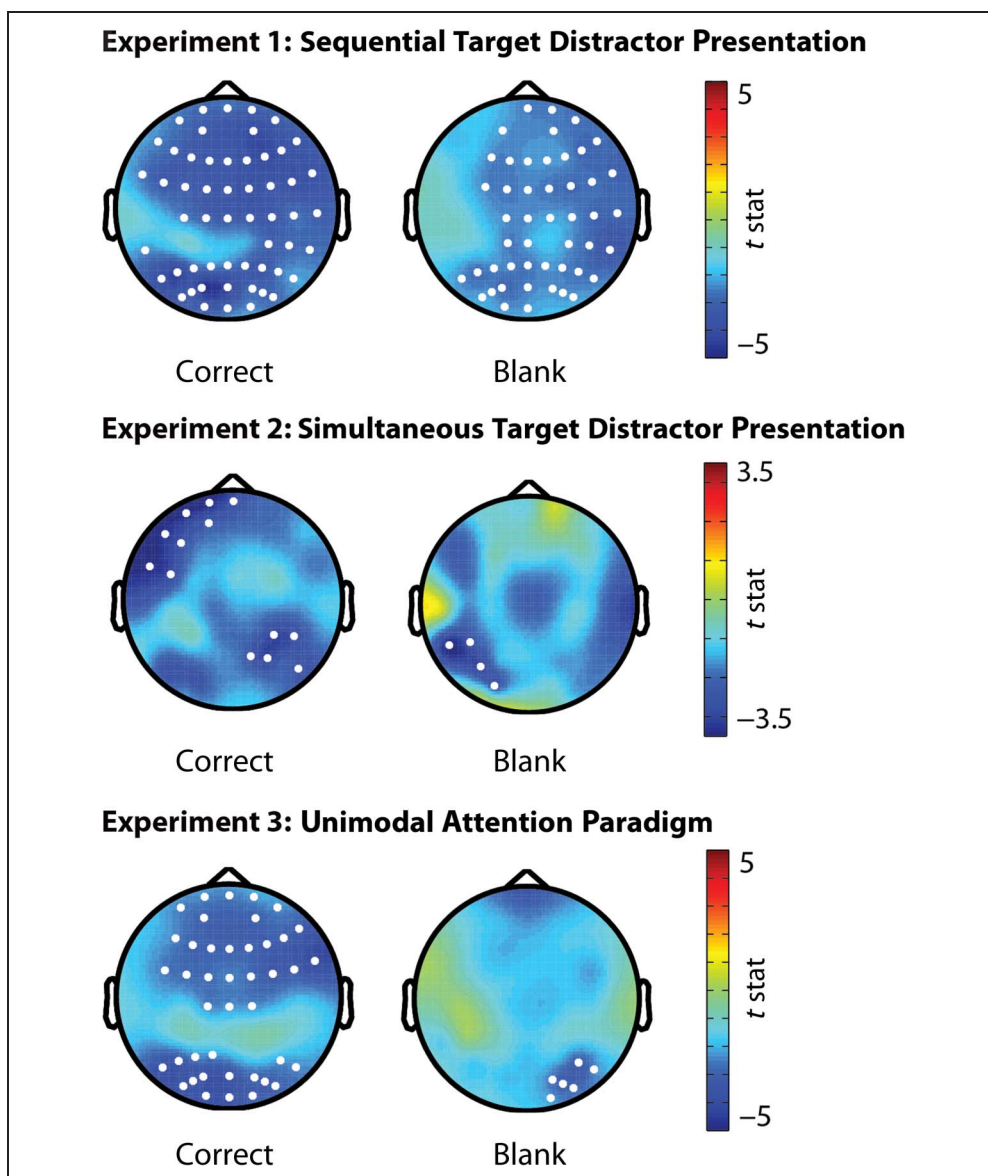 Experiment 1: Sequential Target Distractor Presentation
5
t stat
−5
Correct Blank
Experiment 2: Simultaneous Target Distractor Presentation
3.5
t stat
−3.5
Correct Blank
Experiment 3: Unimodal Attention Paradigm
5
t stat
−5
Correct Blank